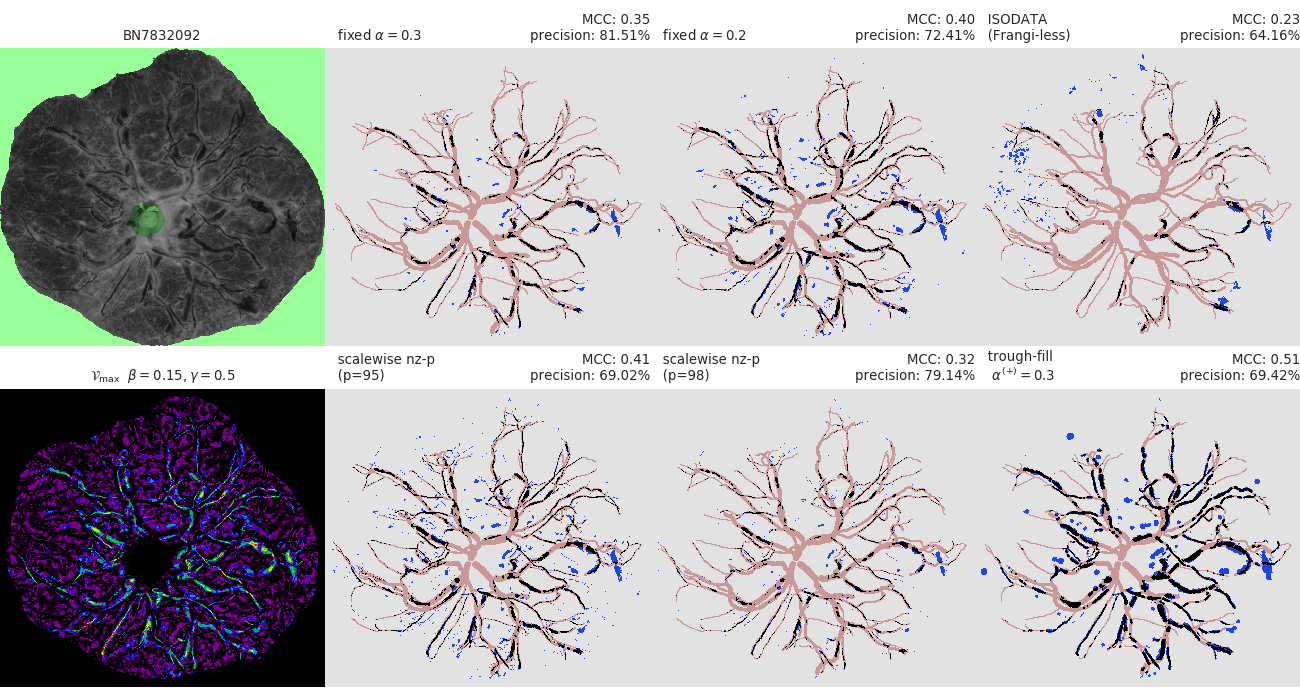 BN7832092
fixed α = 0.3
MCC: 0.35
precision: 81.51%
fixed α = 0.2
MCC: 0.40
precision: 72.41%
ISODATA
(Frangi-less)
MCC: 0.23
precision: 64.16%
𝒱max β = 0.15, γ = 0.5
scalewise nz-p
(p=95)
MCC: 0.41
precision: 69.02%
scalewise nz-p
(p=98)
MCC: 0.32
precision: 79.14%
trough-fill
α(+) = 0.3
MCC: 0.51
precision: 69.42%